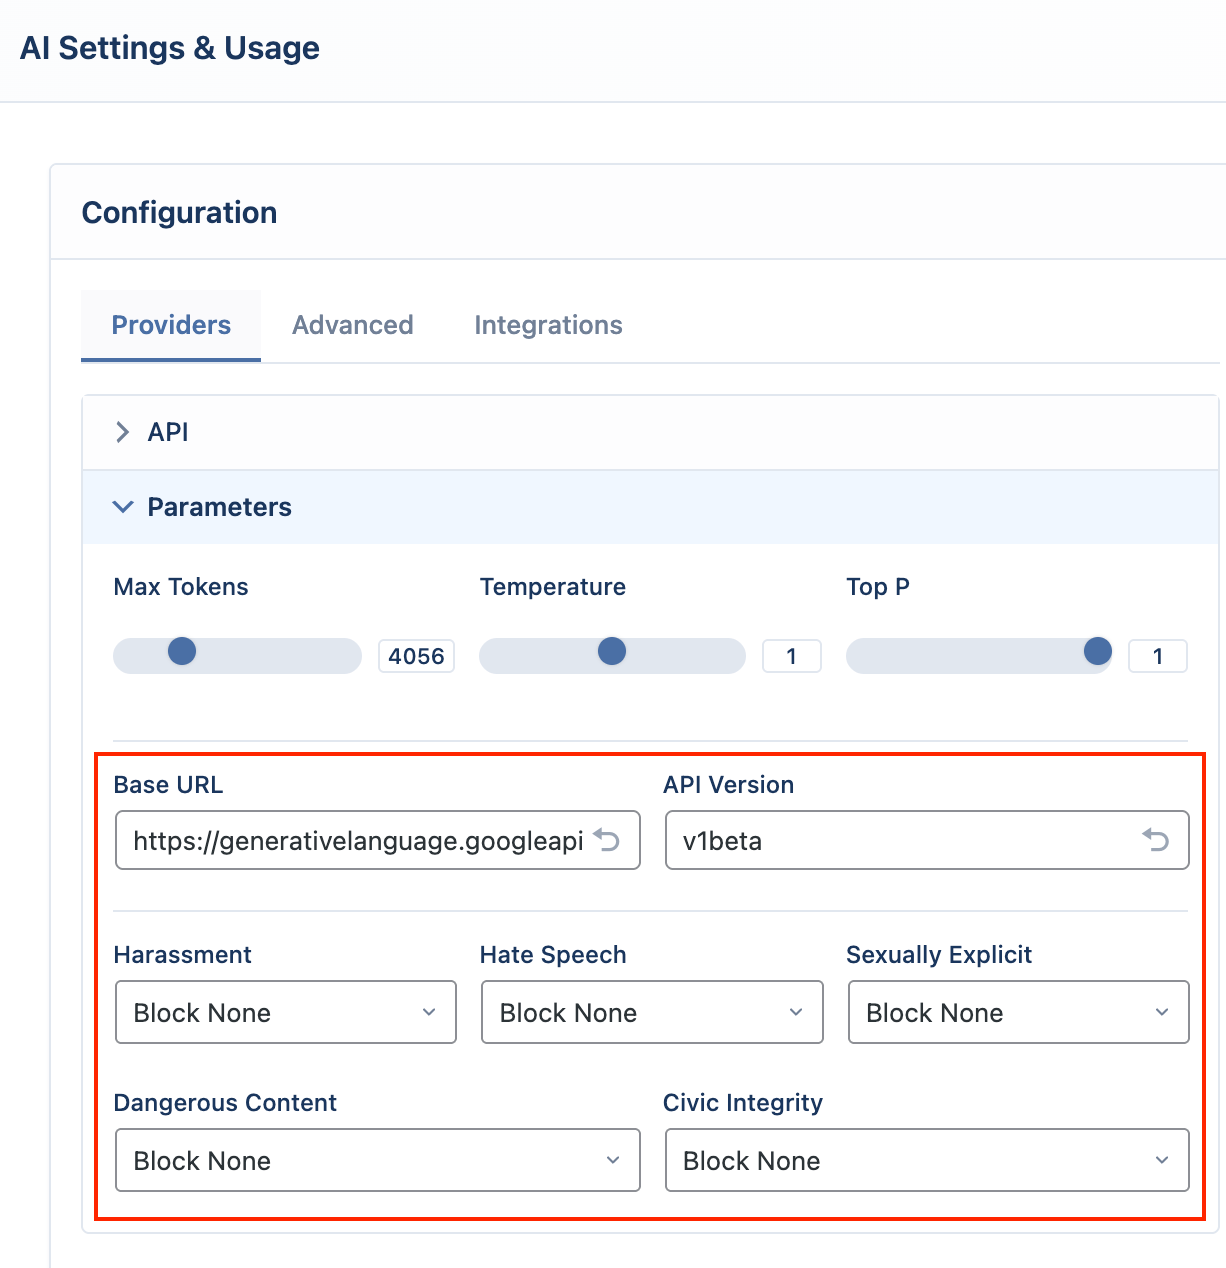 AI Settings & Usage
Configuration
Providers Advanced Integrations
API
Parameters
Max Tokens Temperature Top P
4056 1 1
Base URL API Version
https://generativelanguage.googleapi v1beta
Harassment Hate Speech Sexually Explicit
Block None Block None Block None
Dangerous Content Civic Integrity
Block None Block None